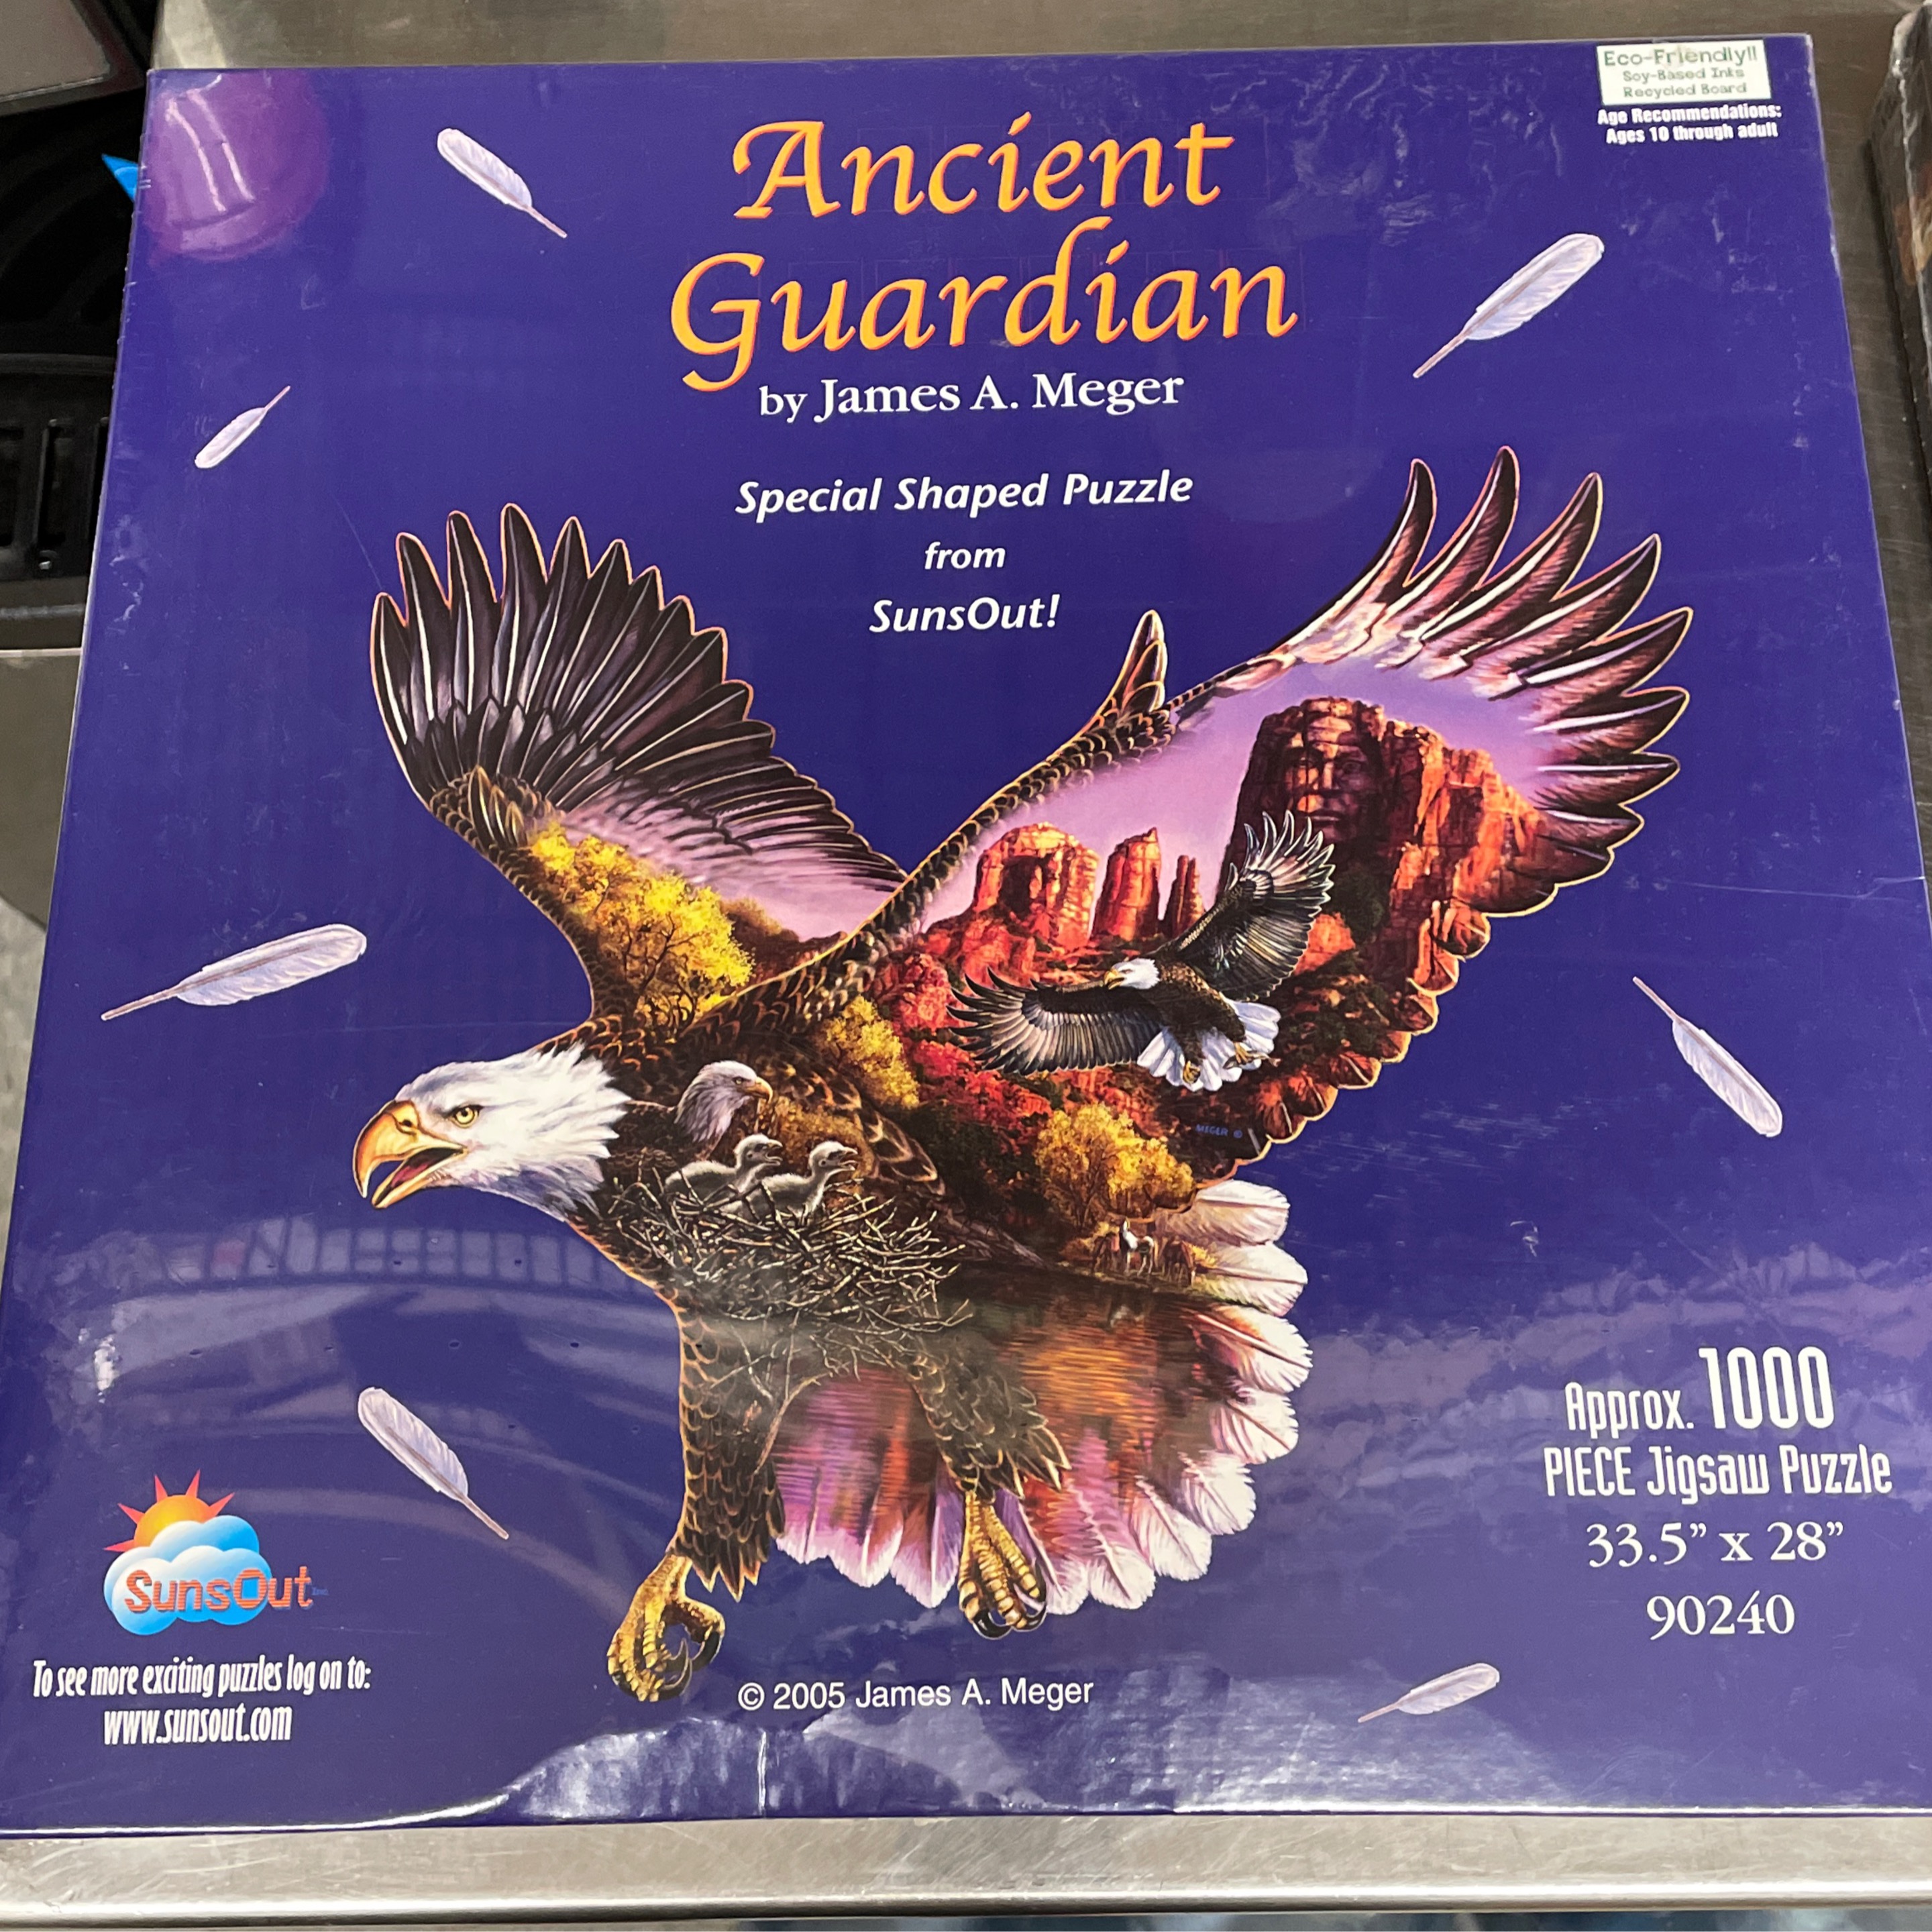 Eco-Friendly!!
Soy-Based Inks
Recycled Board
Age Recommendations:
Ages 10 through adult
Ancient
Guardian
by James A. Meger
Special Shaped Puzzle
from
SunsOut!
MEGER ©
Approx. 1000
PIECE Jigsaw Puzzle
33.5” x 28”
90240
SunsOut Inc.
To see more exciting puzzles log on to:
www.sunsout.com
© 2005 James A. Meger